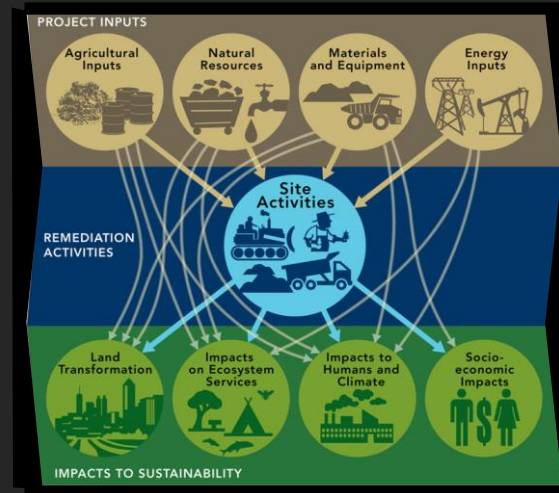 PROJECT INPUTS
Agricultural
Inputs
Natural
Resources
Materials
and Equipment
Energy
Inputs
Site
Activities
REMEDIATION
ACTIVITIES
Land
Transformation
Impacts
on Ecosystem
Services
Impacts to
Humans and
Climate
Socio-
economic
Impacts
IMPACTS TO SUSTAINABILITY